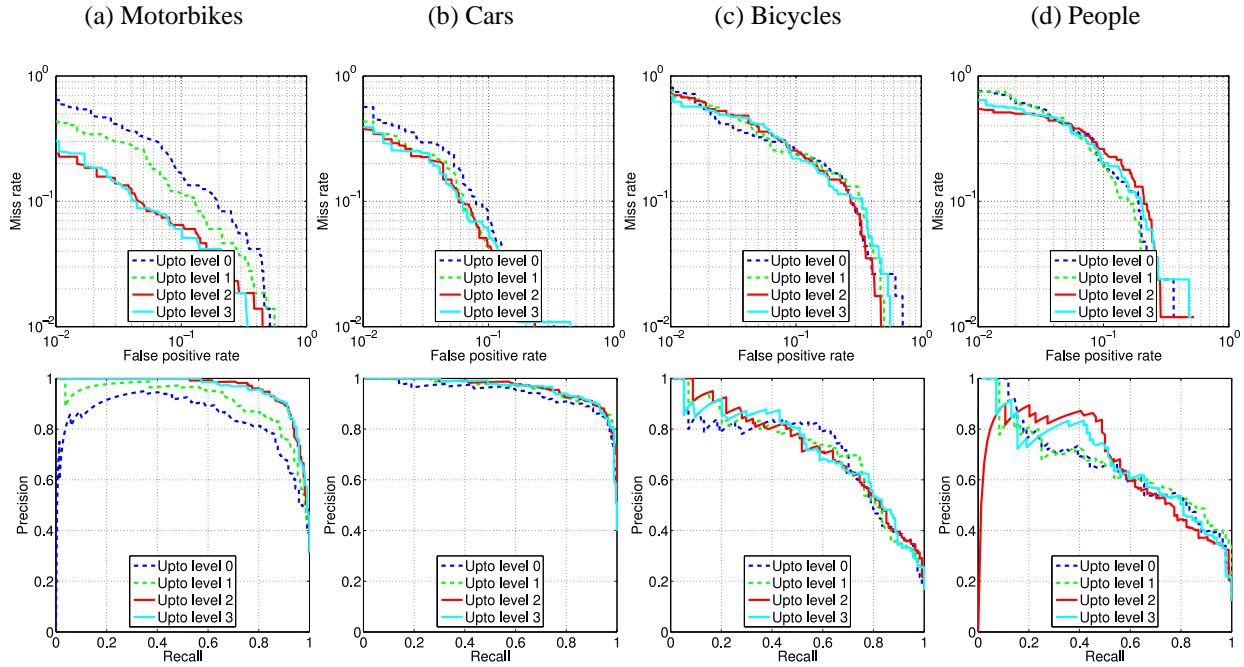 (a) Motorbikes (b) Cars (c) Bicycles (d) People
10^0
10^-1
10^-2
Miss rate
10^-2 10^-1 10^0
False positive rate
Upto level 0
Upto level 1
Upto level 2
Upto level 3
10^0
10^-1
10^-2
Miss rate
10^-2 10^-1 10^0
False positive rate
Upto level 0
Upto level 1
Upto level 2
Upto level 3
10^0
10^-1
10^-2
Miss rate
10^-2 10^-1 10^0
False positive rate
Upto level 0
Upto level 1
Upto level 2
Upto level 3
10^0
10^-1
10^-2
Miss rate
10^-2 10^-1 10^0
False positive rate
Upto level 0
Upto level 1
Upto level 2
Upto level 3
1
0.8
0.6
0.4
0.2
0
Precision
0 0.2 0.4 0.6 0.8 1
Recall
Upto level 0
Upto level 1
Upto level 2
Upto level 3
1
0.8
0.6
0.4
0.2
0
Precision
0 0.2 0.4 0.6 0.8 1
Recall
Upto level 0
Upto level 1
Upto level 2
Upto level 3
1
0.8
0.6
0.4
0.2
0
Precision
0 0.2 0.4 0.6 0.8 1
Recall
Upto level 0
Upto level 1
Upto level 2
Upto level 3
1
0.8
0.6
0.4
0.2
0
Precision
0 0.2 0.4 0.6 0.8 1
Recall
Upto level 0
Upto level 1
Upto level 2
Upto level 3